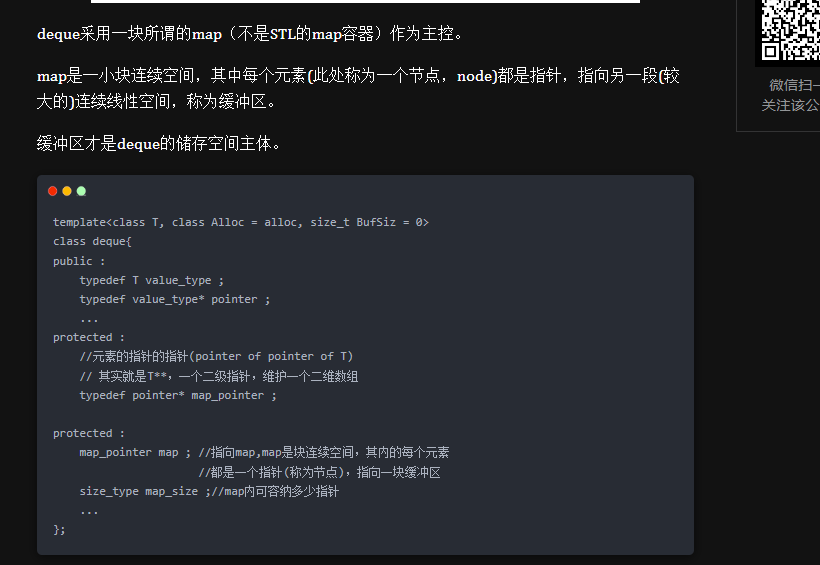 deque采用一块所谓的map（不是STL的map容器）作为主控。
map是一小块连续空间，其中每个元素(此处称为一个节点，node)都是指针，指向另一段(较
大的)连续线性空间，称为缓冲区。
缓冲区才是deque的储存空间主体。
template<class T, class Alloc = alloc, size_t BufSiz = 0>
class deque{
public :
    typedef T value_type ;
    typedef value_type* pointer ;
    ...
protected :
    //元素的指针的指针(pointer of pointer of T)
    // 其实就是T**，一个二级指针，维护一个二维数组
    typedef pointer* map_pointer ;
protected :
    map_pointer map ; //指向map,map是块连续空间，其内的每个元素
                      //都是一个指针(称为节点)，指向一块缓冲区
    size_type map_size ;//map内可容纳多少指针
    ...
};
微信扫一
关注该公